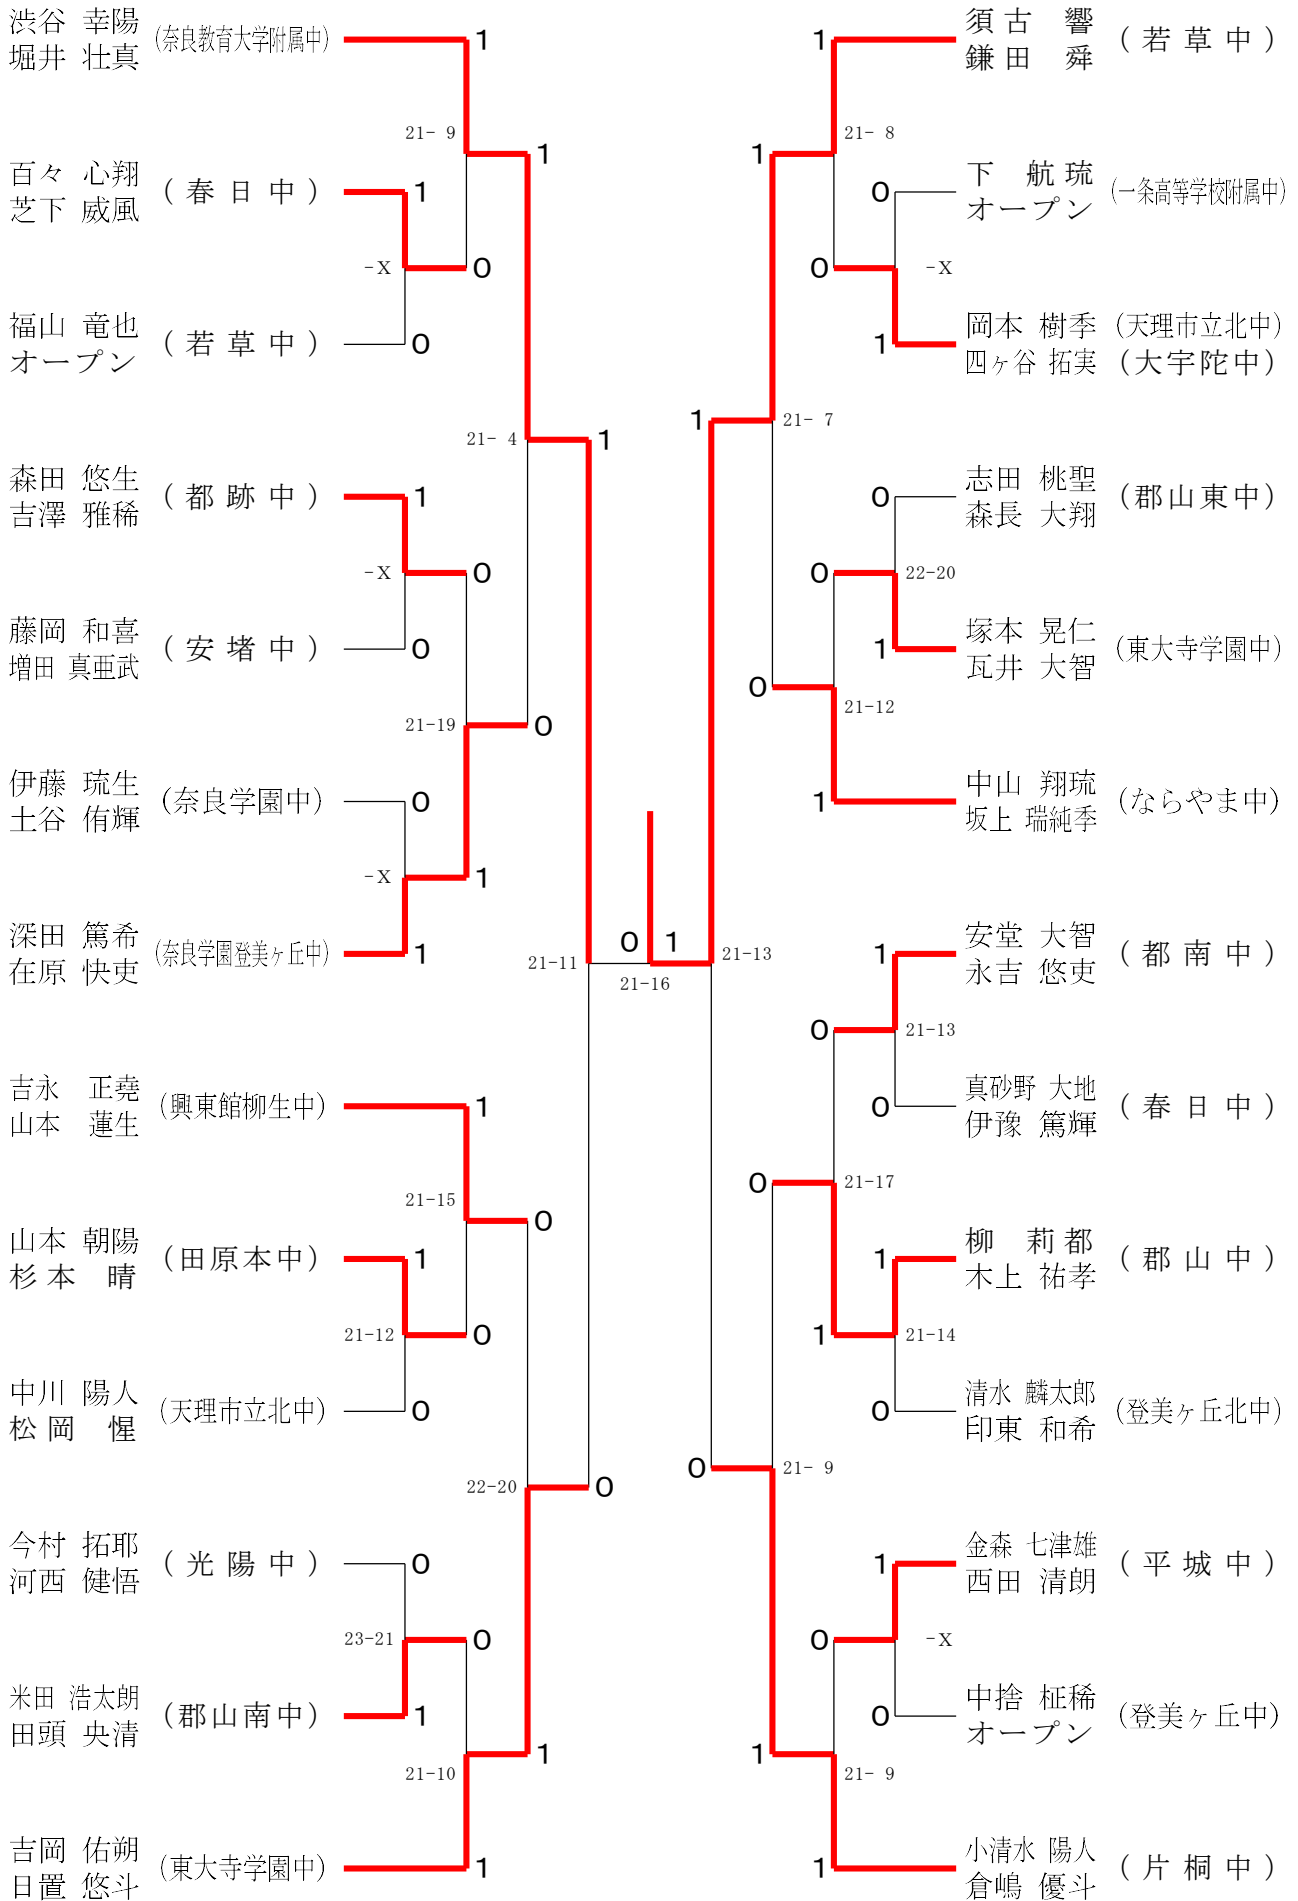 渋谷 幸陽
堀井 壮真
(奈良教育大学附属中)
1
21- 9
1
百々 心翔
芝下 威風
(春日中)
1
-X
0
福山 竜也
オープン
(若草中)
0
21- 4
1
森田 悠生
吉澤 雅稀
(都跡中)
1
-X
0
藤岡 和喜
増田 真亜武
(安堵中)
0
21-19
0
伊藤 琉生
土谷 侑輝
(奈良学園中)
0
-X
1
深田 篤希
在原 快吏
(奈良学園登美ヶ丘中)
1
21-11
吉永 正堯
山本 蓮生
(興東館柳生中)
1
21-15
0
山本 朝陽
杉本 晴
(田原本中)
1
21-12
0
中川 陽人
松岡 惺
(天理市立北中)
0
22-20
0
今村 拓耶
河西 健悟
(光陽中)
0
23-21
0
米田 浩太朗
田頭 央清
(郡山南中)
1
21-10
1
吉岡 佑朔
日置 悠斗
(東大寺学園中)
1
0
1
21-16
1
須古 響
鎌田 舜
(若草中)
1
21- 8
0
下 航琉
オープン
(一条高等学校附属中)
0
-X
1
岡本 樹季
四ヶ谷 拓実
(天理市立北中)
(大宇陀中)
1
21- 7
0
志田 桃聖
森長 大翔
(郡山東中)
0
22-20
1
塚本 晃仁
瓦井 大智
(東大寺学園中)
0
21-12
1
中山 翔琉
坂上 瑞純季
(ならやま中)
21-13
1
安堂 大智
永吉 悠吏
(都南中)
0
21-13
0
真砂野 大地
伊豫 篤輝
(春日中)
0
21-17
1
柳 莉都
木上 祐孝
(郡山中)
1
21-14
0
清水 麟太郎
印東 和希
(登美ヶ丘北中)
0
21- 9
1
金森 七津雄
西田 清朗
(平城中)
0
-X
0
中捨 柾稀
オープン
(登美ヶ丘中)
1
21- 9
1
小清水 陽人
倉嶋 優斗
(片桐中)